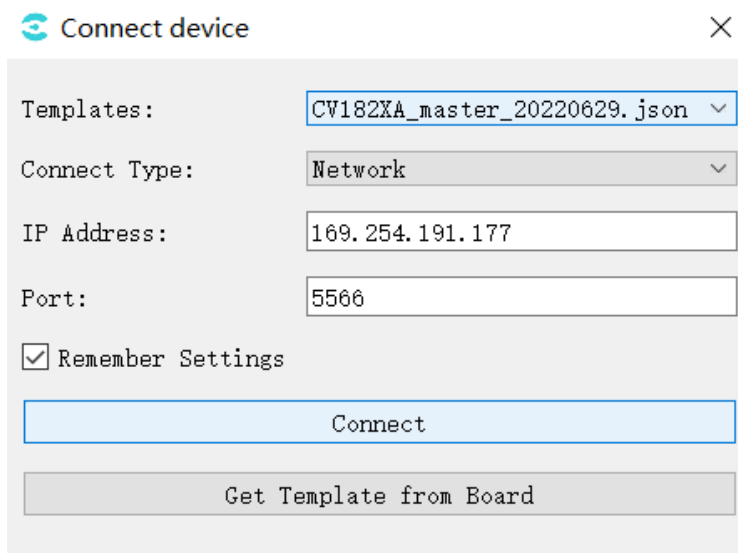 Connect device
Templates: CV182XA_master_20220629.json
Connect Type: Network
IP Address: 169.254.191.177
Port: 5566
Remember Settings
Connect
Get Template from Board